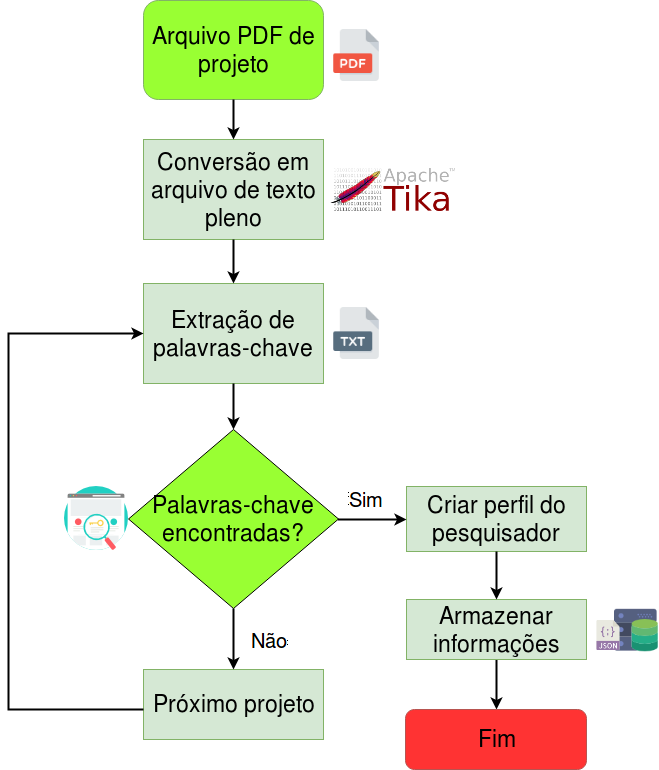 Arquivo PDF de
projeto
PDF
Conversão em
arquivo de texto
pleno
Apache™
Tika
Extração de
palavras-chave
TXT
Palavras-chave
encontradas?
Sim
Criar perfil do
pesquisador
Não
Armazenar
informações
{:}
JSON
Próximo projeto
Fim